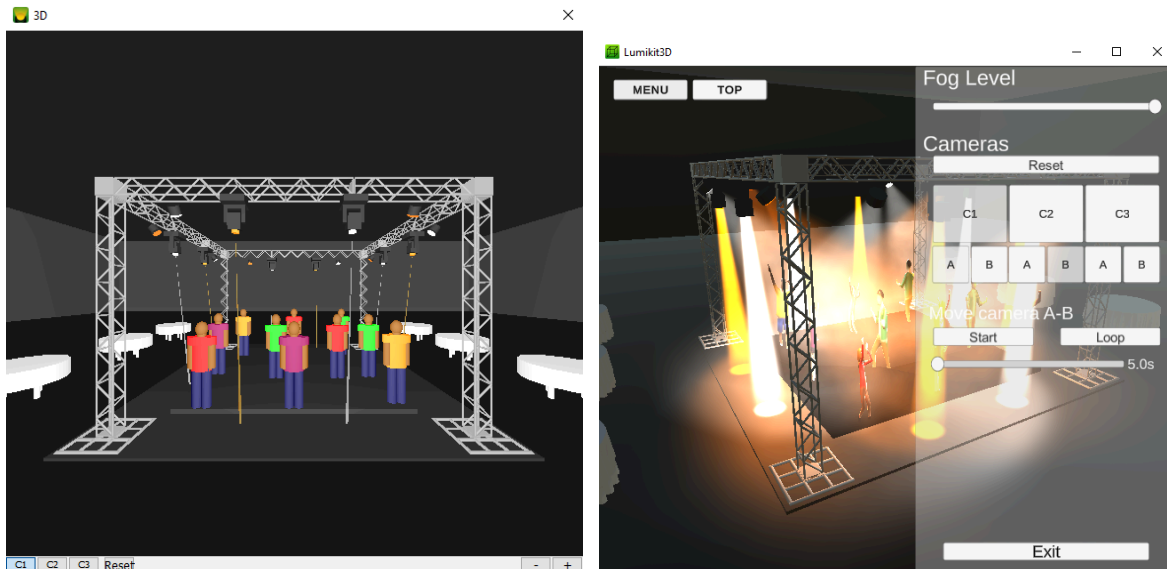 3D
C1 C2 C3 Reset - +
Lumikit3D
MENU TOP
Fog Level
Cameras
Reset
C1 C2 C3
A B A B A B
Move camera A-B
Start Loop
5.0s
Exit